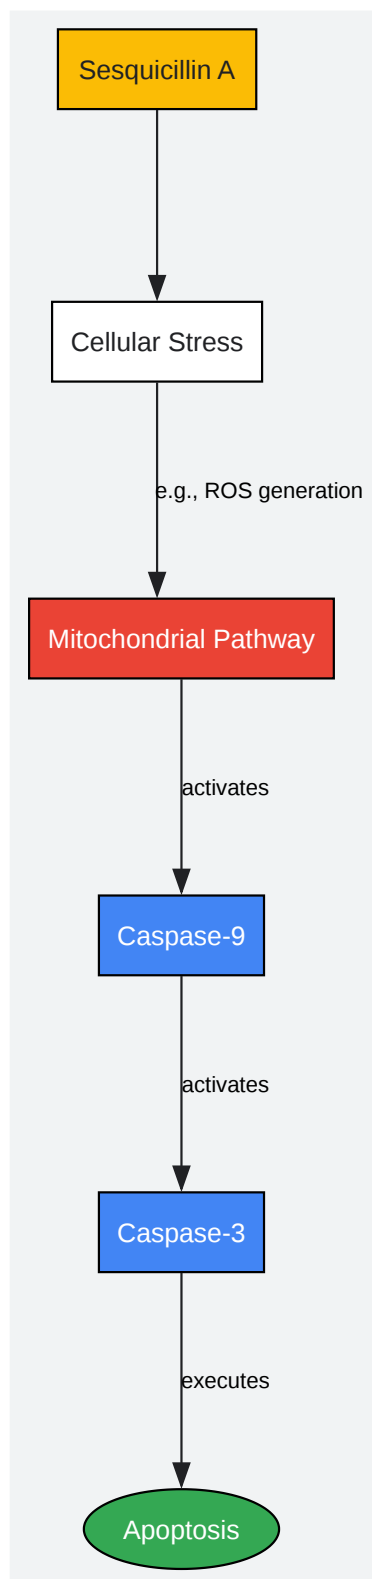 Sesquicillin A
Cellular Stress
e.g., ROS generation
Mitochondrial Pathway
activates
Caspase-9
activates
Caspase-3
executes
Apoptosis